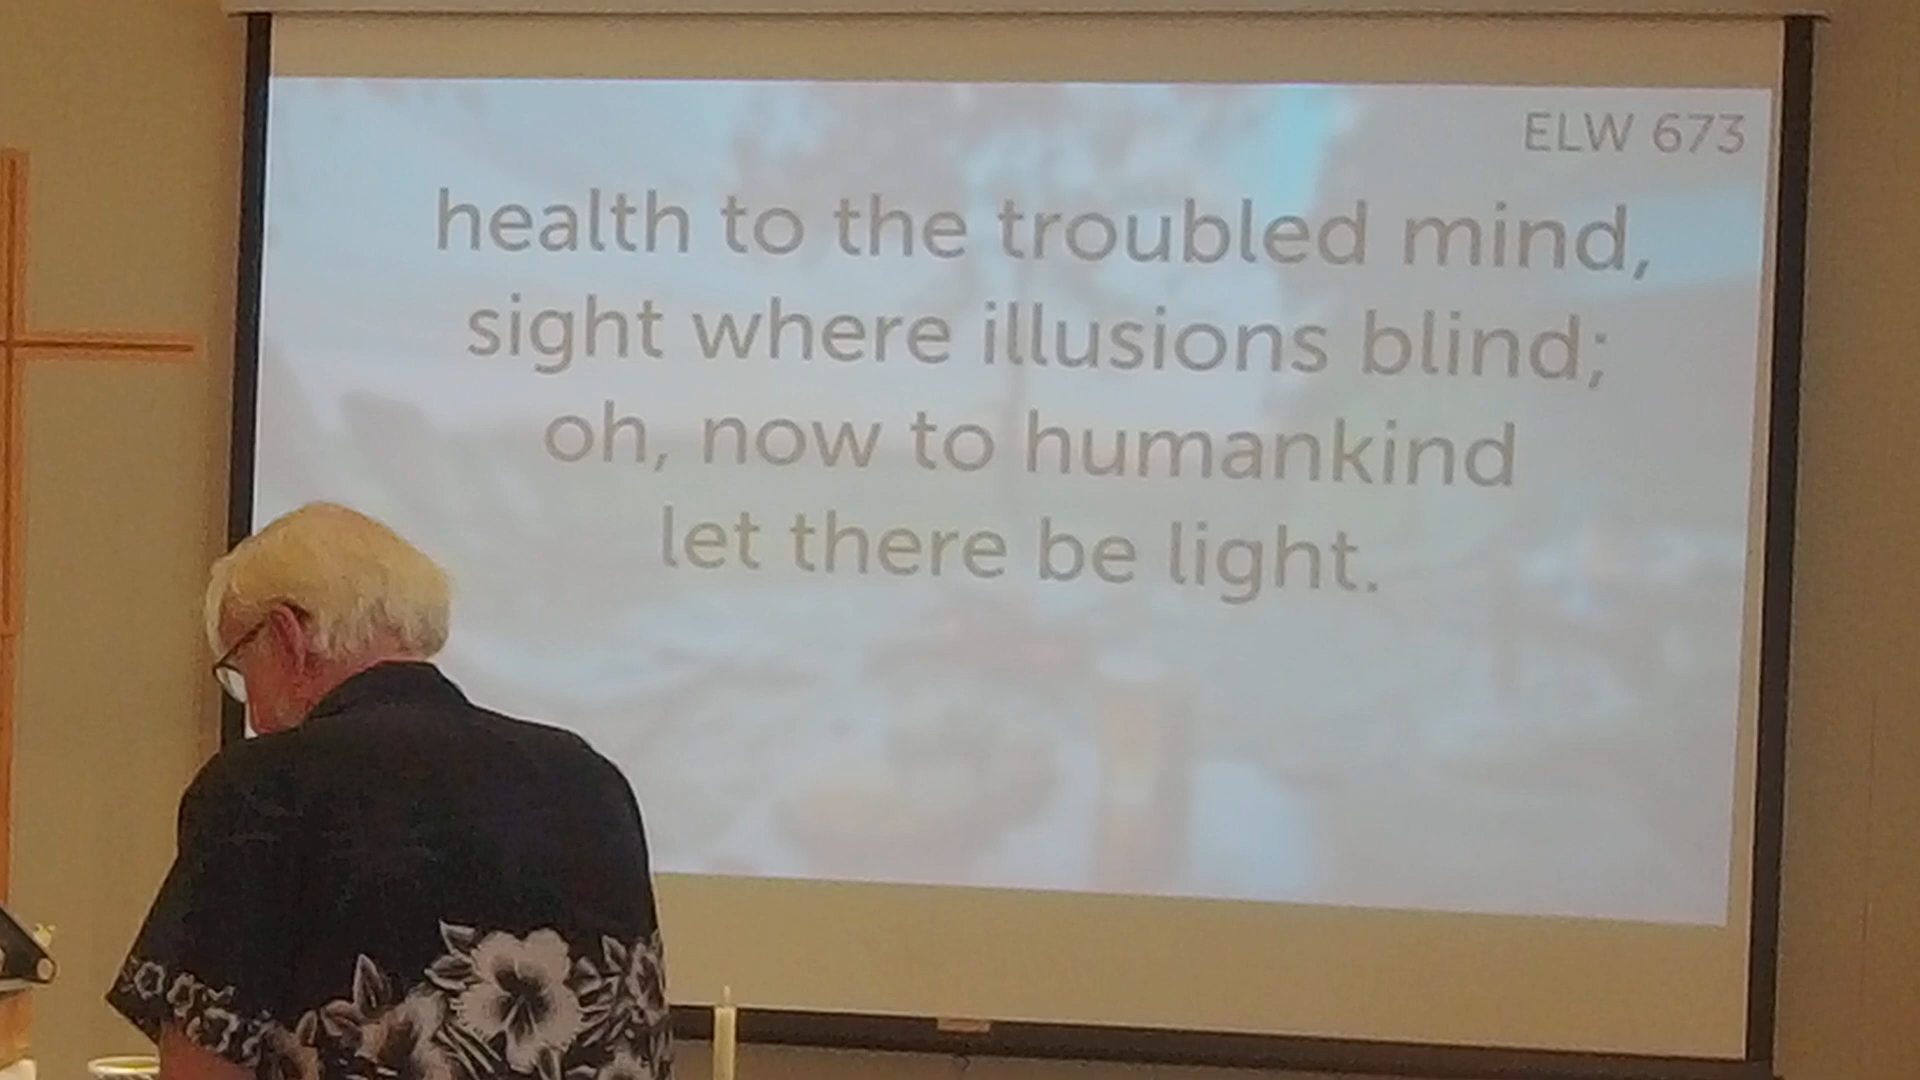 ELW 673
health to the troubled mind,
sight where illusions blind;
oh, now to humankind
let there be light.